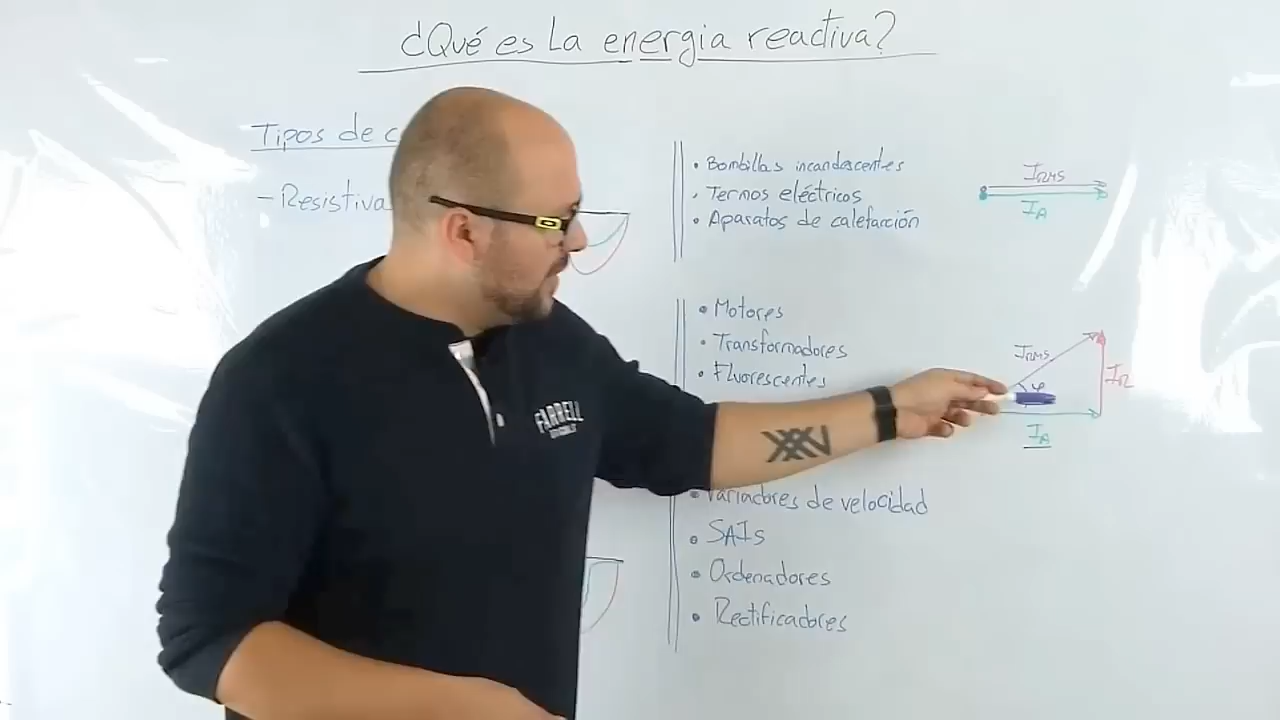 ¿Qué es la energia reactiva?
Tipos de c
- Resistiva
• Bombillas incandescentes
• Termos eléctricos
• Aparatos de calefacción
IRMS
IA
• Motores
• Transformadores
• Fluorescentes
IRMS
φ
IR
IA
FARRELL
XXV
• Variadores de velocidad
• SAIs
• Ordenadores
• Rectificadores